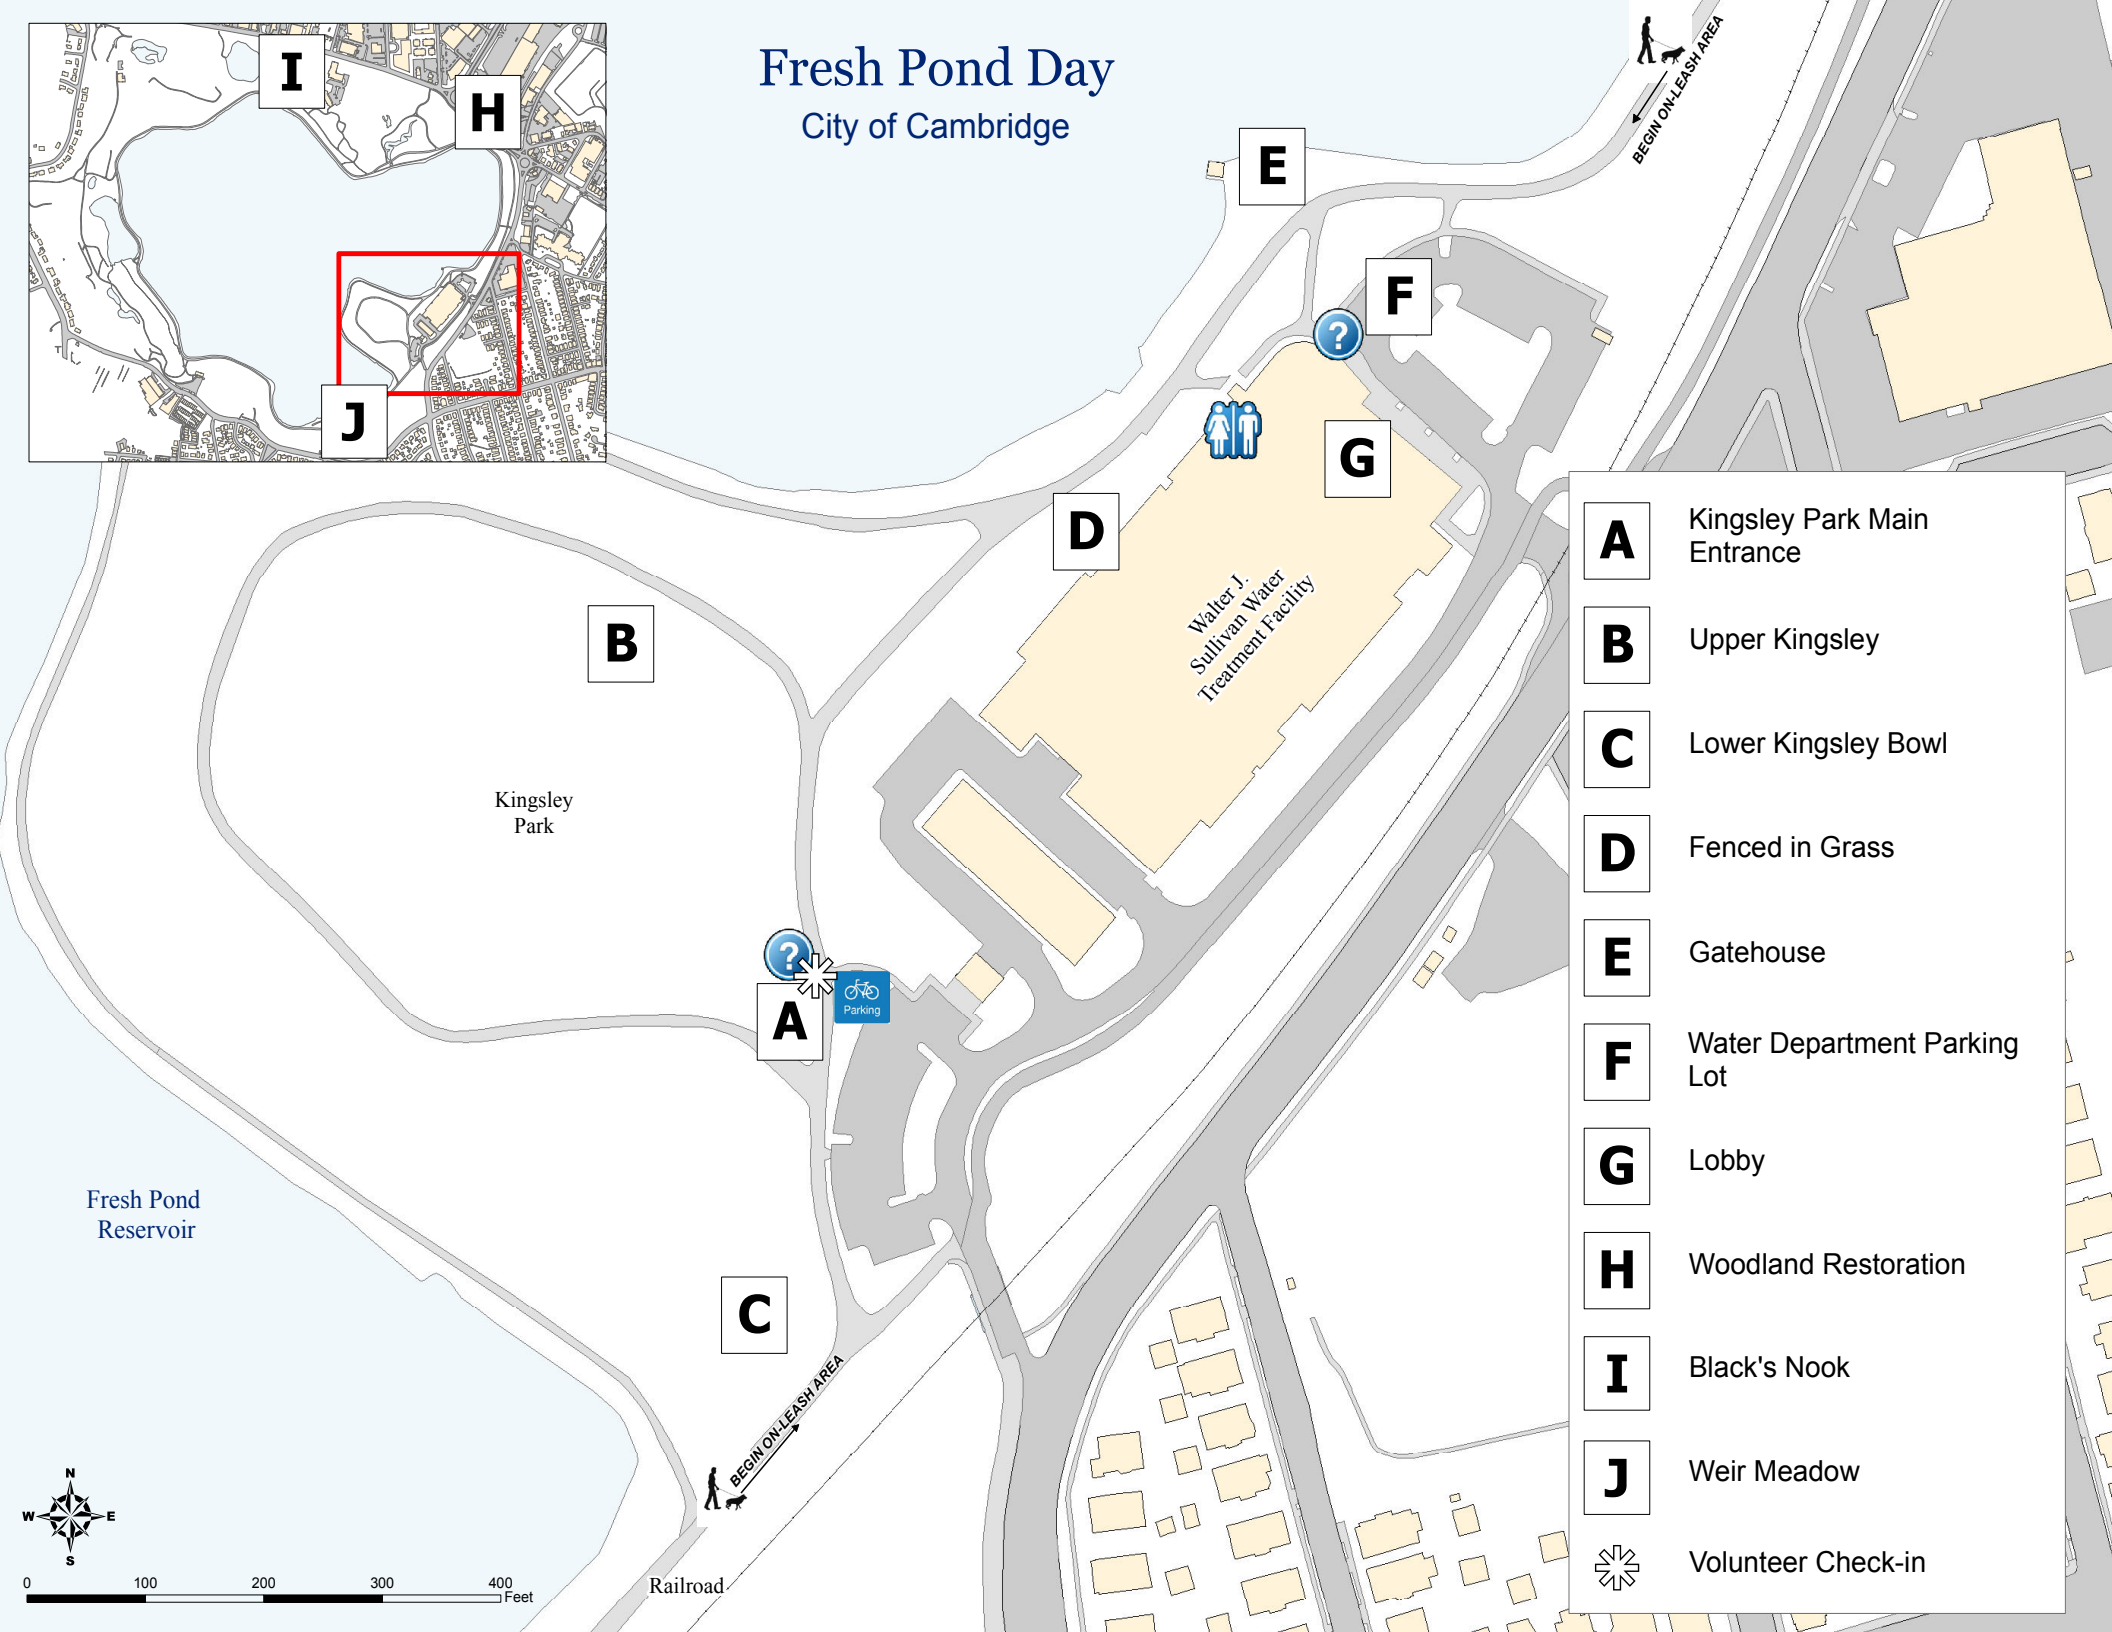 Fresh Pond Day
City of Cambridge
I
H
J
BEGIN ON-LEASH AREA
E
F
?
G
D
Walter J.
Sullivan Water
Treatment Facility
B
Kingsley
Park
?
A
Parking
Fresh Pond
Reservoir
C
BEGIN ON-LEASH AREA
Railroad
N
W E
S
0 100 200 300 400
Feet
A Kingsley Park Main
Entrance
B Upper Kingsley
C Lower Kingsley Bowl
D Fenced in Grass
E Gatehouse
F Water Department Parking
Lot
G Lobby
H Woodland Restoration
I Black's Nook
J Weir Meadow
Volunteer Check-in